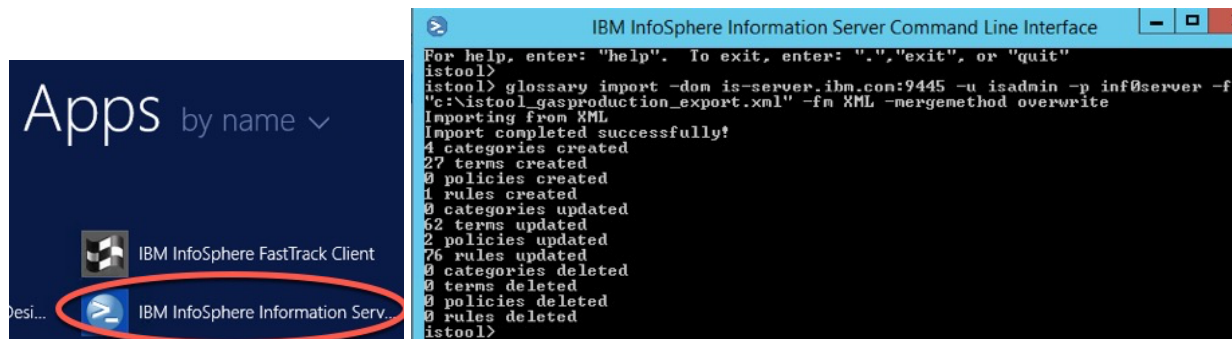 Apps by name
IBM InfoSphere FastTrack Client
Desi...
IBM InfoSphere Information Serv...
IBM InfoSphere Information Server Command Line Interface
For help, enter: "help".  To exit, enter: ".","exit", or "quit"
istool>
istool> glossary import -dom is-server.ibm.com:9445 -u isadmin -p inf0server -f
"c:\istool_gasproduction_export.xml" -fm XML -mergemethod overwrite
Importing from XML
Import completed successfully!
4 categories created
27 terms created
0 policies created
1 rules created
0 categories updated
62 terms updated
2 policies updated
76 rules updated
0 categories deleted
0 terms deleted
0 policies deleted
0 rules deleted
istool>